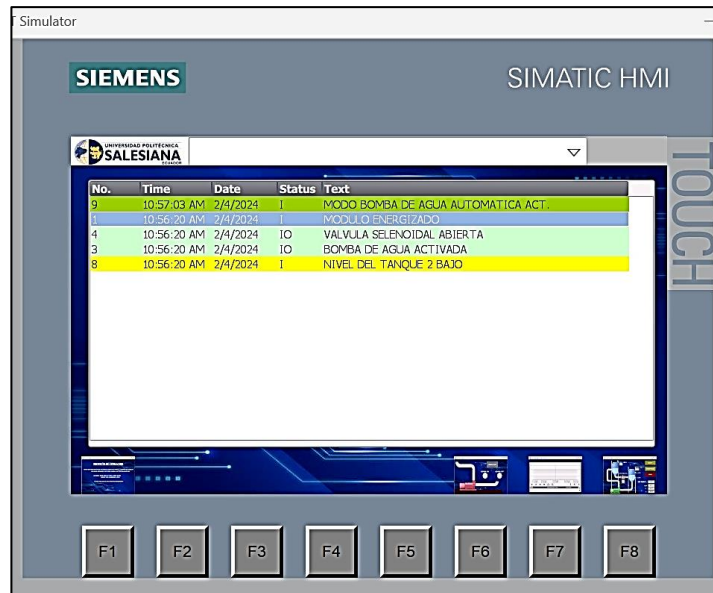 T Simulator
SIEMENS
SIMATIC HMI
UNIVERSIDAD POLITÉCNICA
SALESIANA
ECUADOR
TOUCH
No. Time Date Status Text
9 10:57:03 AM 2/4/2024 I MODO BOMBA DE AGUA AUTOMATICA ACT.
1 10:56:20 AM 2/4/2024 I MODULO ENERGIZADO
4 10:56:20 AM 2/4/2024 IO VALVULA SELENOIDAL ABIERTA
3 10:56:20 AM 2/4/2024 IO BOMBA DE AGUA ACTIVADA
8 10:56:20 AM 2/4/2024 I NIVEL DEL TANQUE 2 BAJO
F1 F2 F3 F4 F5 F6 F7 F8